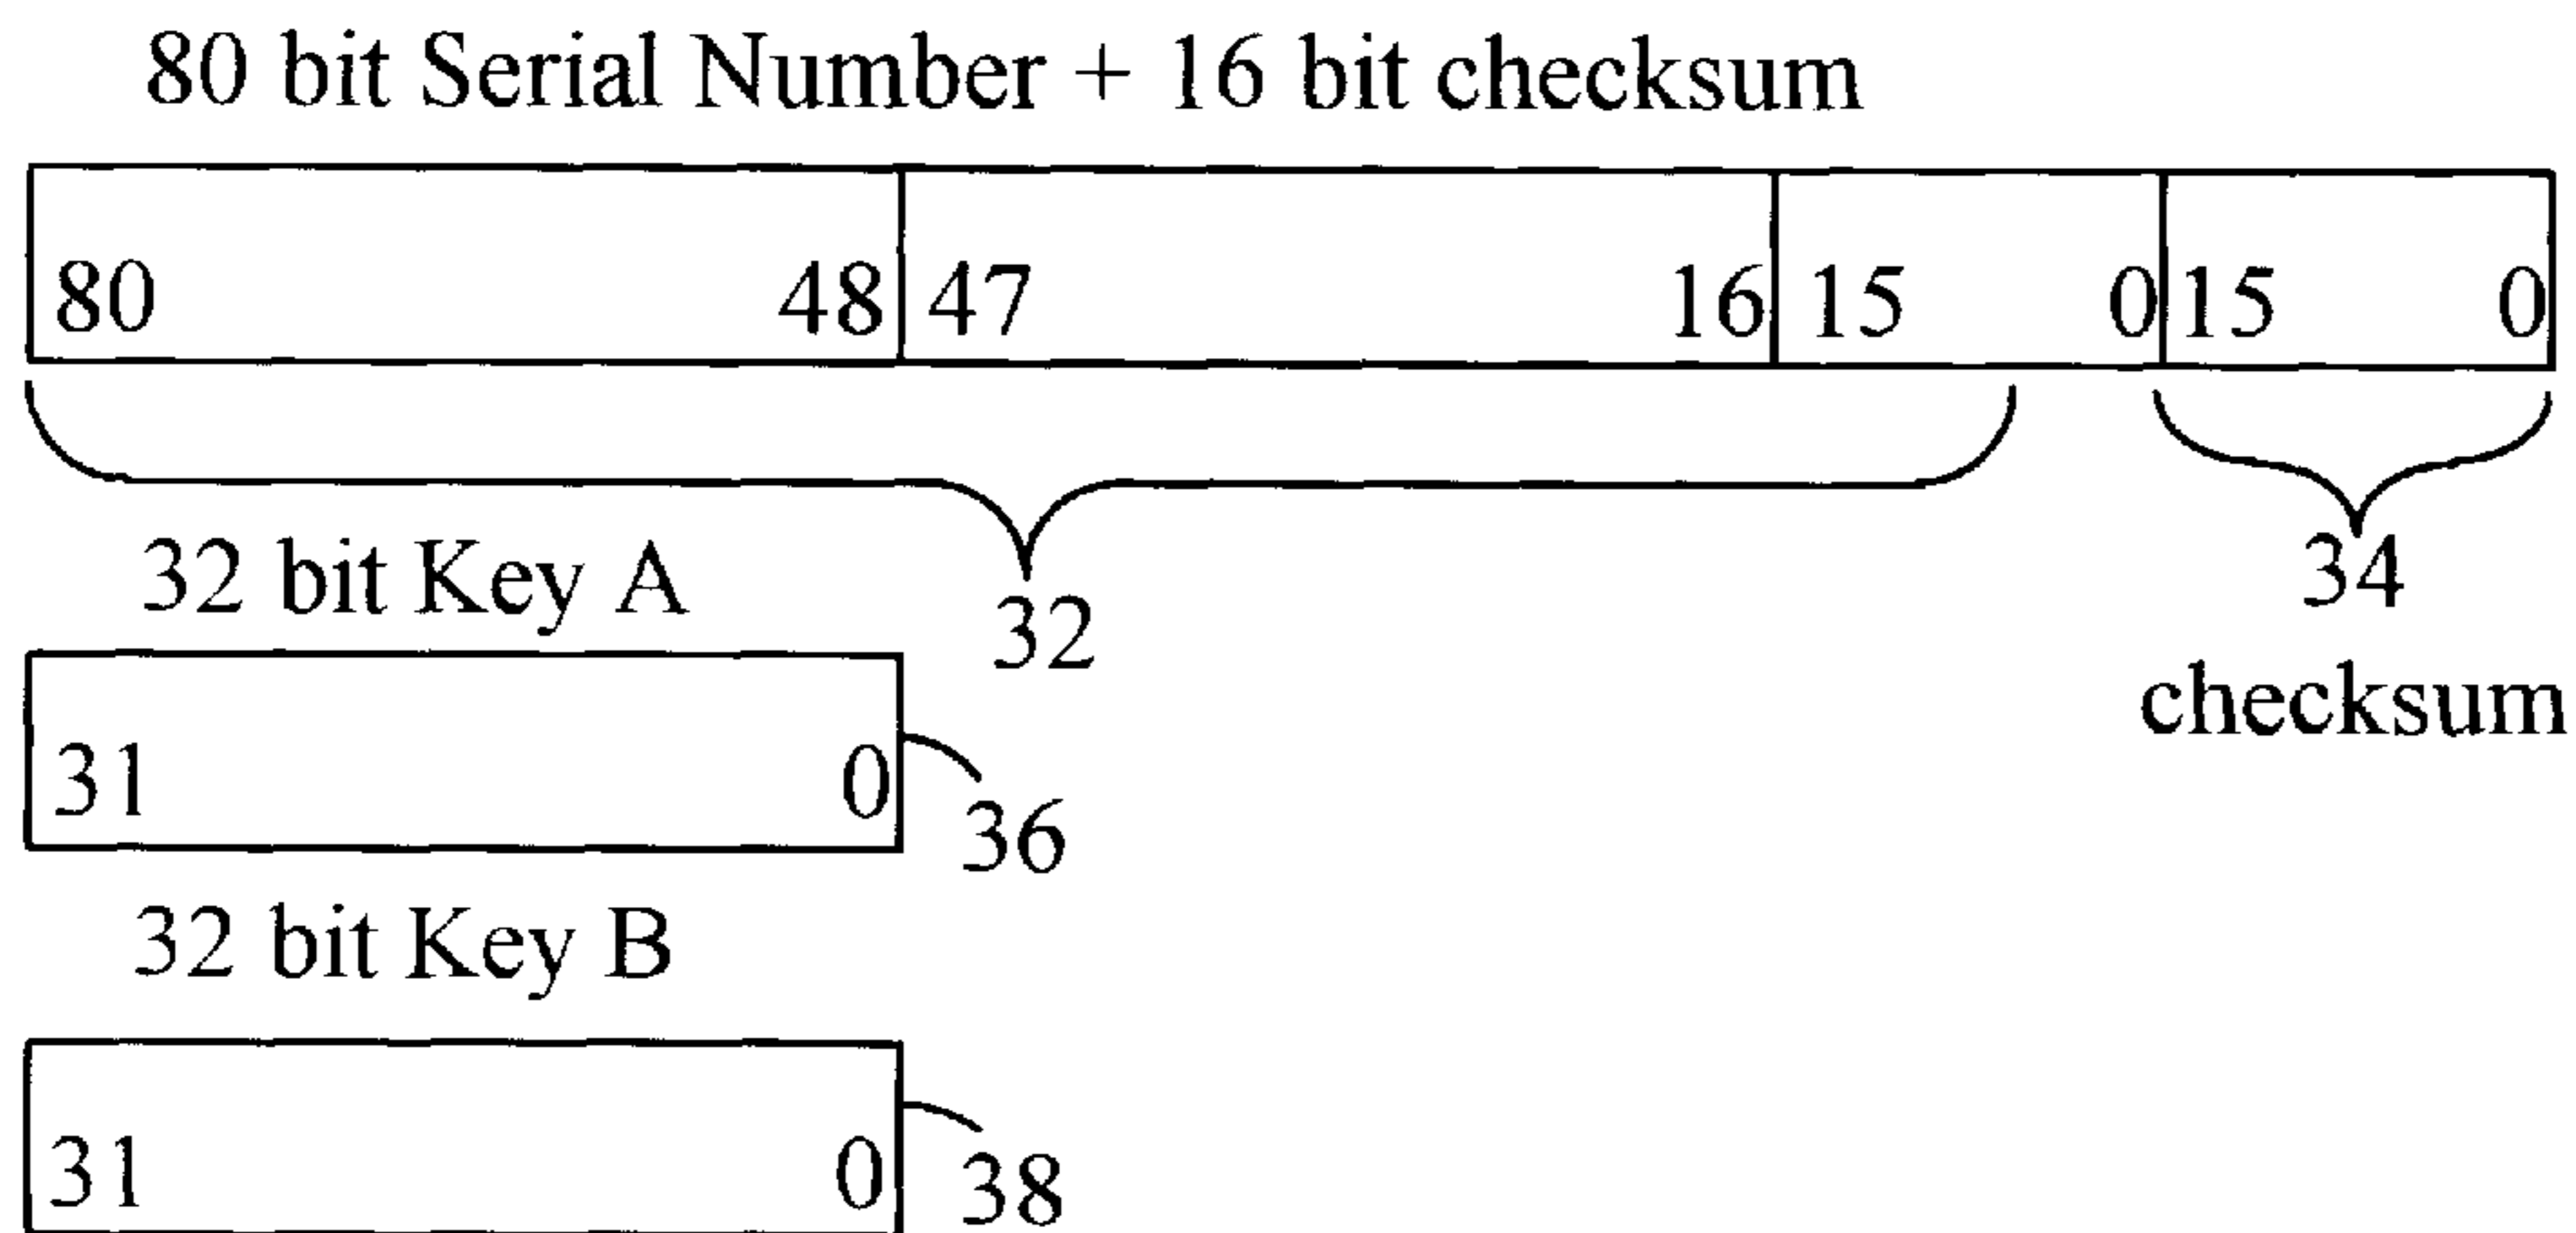 80 bit Serial Number + 16 bit checksum
80 48 47 16 15 0 15 0
32 bit Key A
32
34
checksum
31 0
36
32 bit Key B
31 0
38